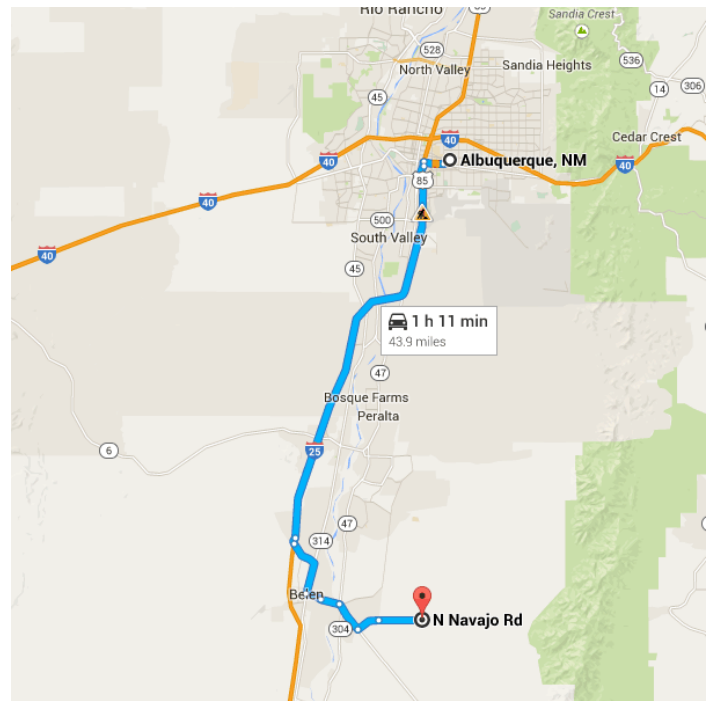 RIO RANCHO
Sandia Crest
528
536
North Valley
Sandia Heights
14
306
45
Cedar Crest
40
40
40
Albuquerque, NM
40
85
40
500
South Valley
45
1 h 11 min
43.9 miles
47
Bosque Farms
Peralta
6
25
47
314
Belen
304
N Navajo Rd